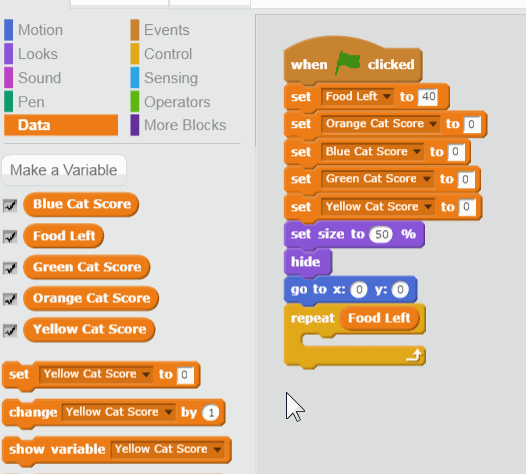 Motion
Events
Looks
Control
Sound
Sensing
Pen
Operators
Data
More Blocks
Make a Variable
Blue Cat Score
Food Left
Green Cat Score
Orange Cat Score
Yellow Cat Score
set Yellow Cat Score to 0
change Yellow Cat Score by 1
show variable Yellow Cat Score
when clicked
set Food Left to 40
set Orange Cat Score to 0
set Blue Cat Score to 0
set Green Cat Score to 0
set Yellow Cat Score to 0
set size to 50 %
hide
go to x: 0 y: 0
repeat Food Left